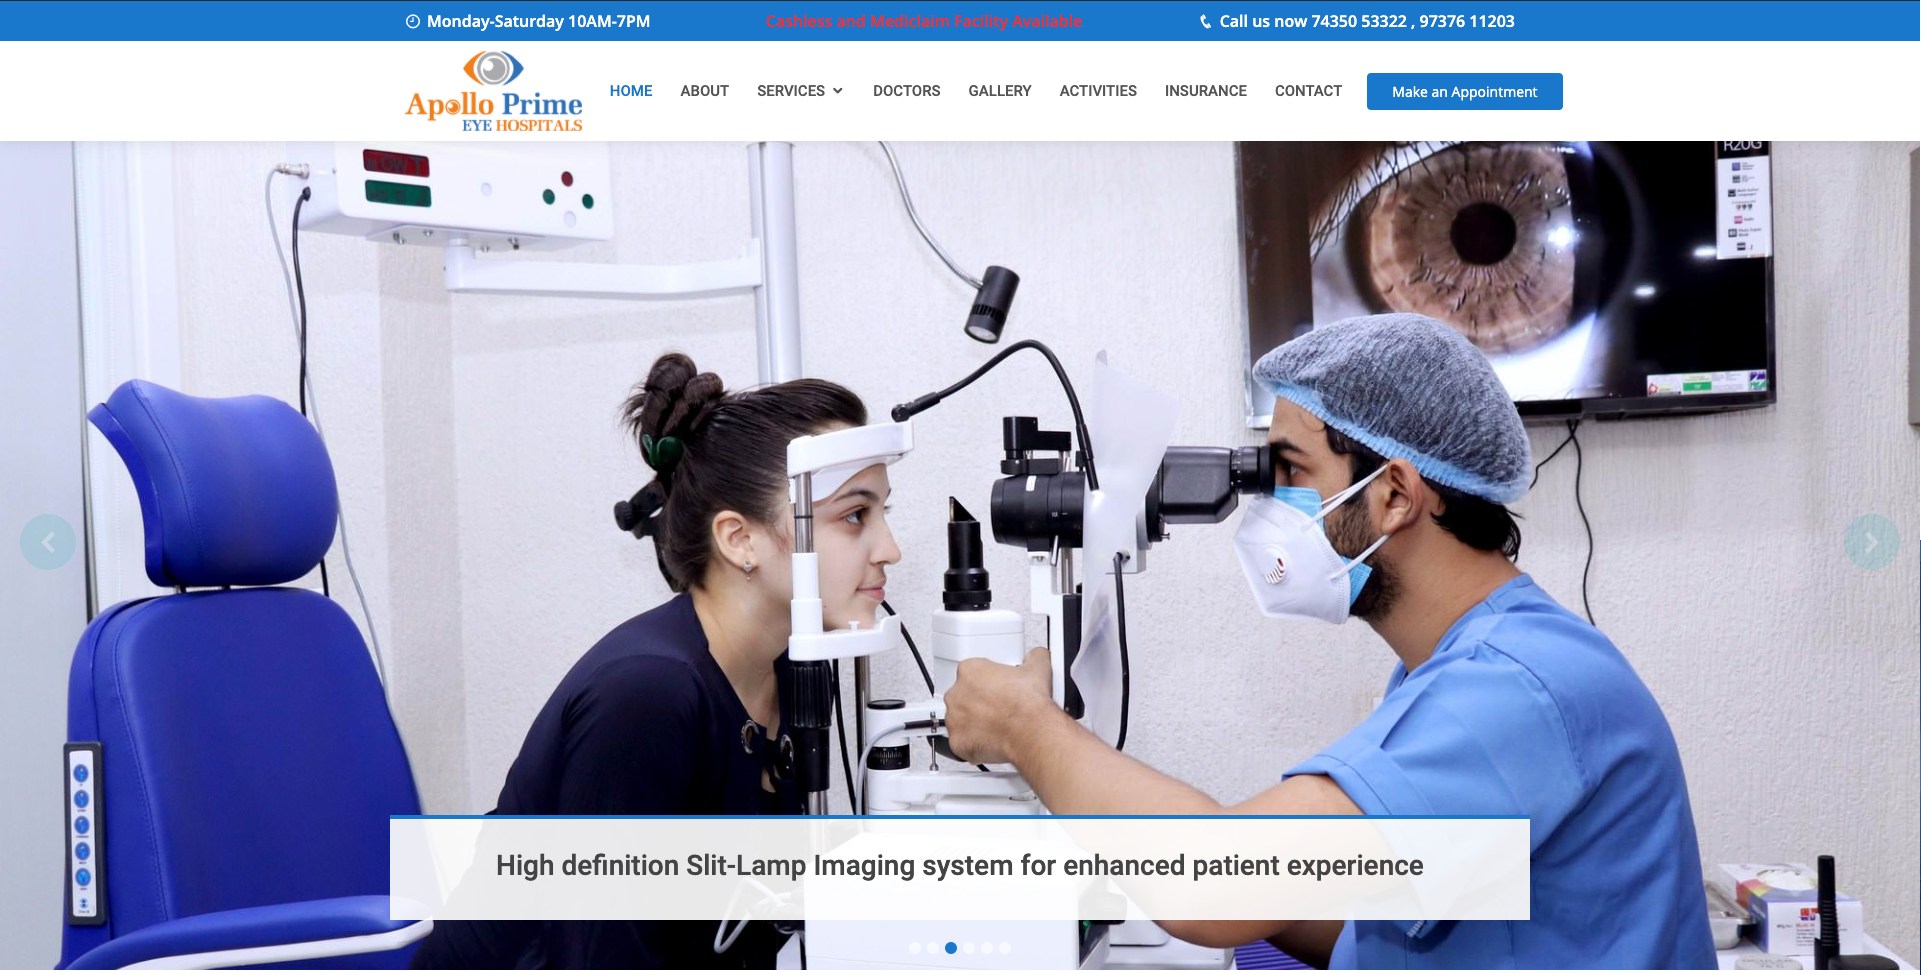 Monday-Saturday 10AM-7PM
Cashless and Mediclaim Facility Available
Call us now 74350 53322 , 97376 11203
Apollo Prime
EYE HOSPITALS
HOME
ABOUT
SERVICES
DOCTORS
GALLERY
ACTIVITIES
INSURANCE
CONTACT
Make an Appointment
R20G
High definition Slit-Lamp Imaging system for enhanced patient experience